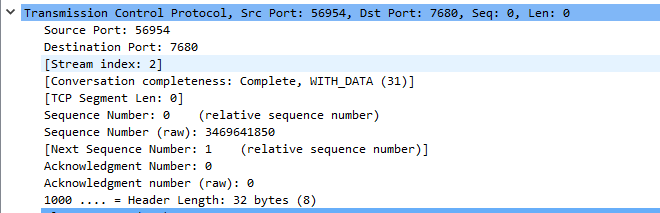 Transmission Control Protocol, Src Port: 56954, Dst Port: 7680, Seq: 0, Len: 0
Source Port: 56954
Destination Port: 7680
[Stream index: 2]
[Conversation completeness: Complete, WITH_DATA (31)]
[TCP Segment Len: 0]
Sequence Number: 0    (relative sequence number)
Sequence Number (raw): 3469641850
[Next Sequence Number: 1    (relative sequence number)]
Acknowledgment Number: 0
Acknowledgment number (raw): 0
1000 .... = Header Length: 32 bytes (8)